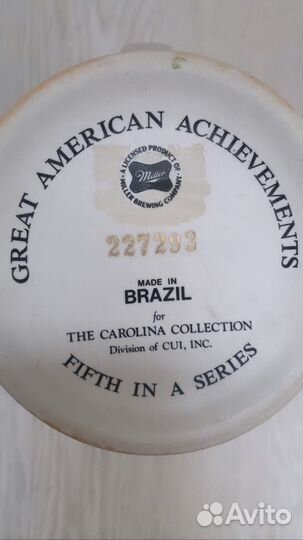 GREAT AMERICAN ACHIEVEMENTS
A LICENSED PRODUCT OF
Miller
MILLER BREWING COMPANY
227293
MADE IN
BRAZIL
for
THE CAROLINA COLLECTION
Division of CUI, INC.
FIFTH IN A SERIES
Avito